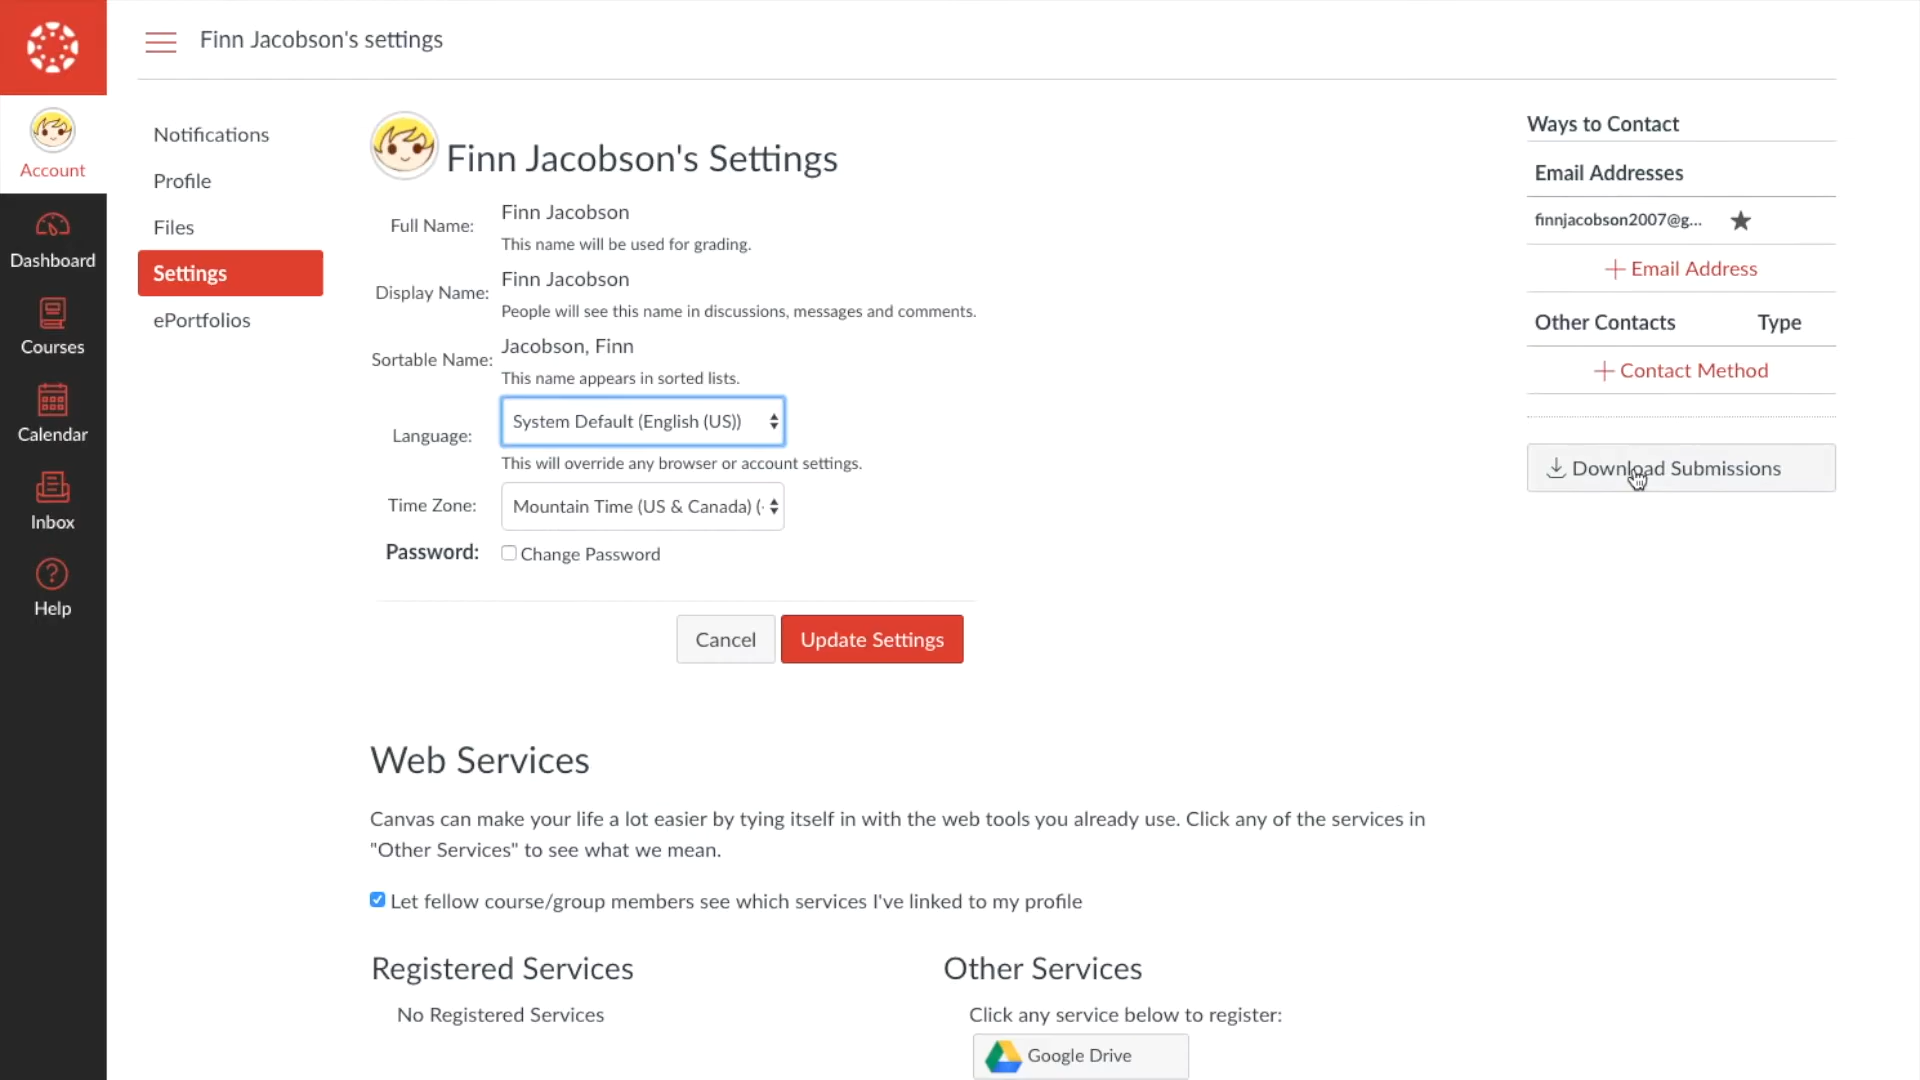 Finn Jacobson's settings
Account
Dashboard
Courses
Calendar
Inbox
Help
Notifications
Profile
Files
Settings
ePortfolios
Finn Jacobson's Settings
Full Name: Finn Jacobson
This name will be used for grading.
Display Name: Finn Jacobson
People will see this name in discussions, messages and comments.
Sortable Name: Jacobson, Finn
This name appears in sorted lists.
Language: System Default (English (US))
This will override any browser or account settings.
Time Zone: Mountain Time (US & Canada) (-
Password: Change Password
Cancel Update Settings
Ways to Contact
Email Addresses
finnjacobson2007@g...
Email Address
Other Contacts Type
Contact Method
Download Submissions
Web Services
Canvas can make your life a lot easier by tying itself in with the web tools you already use. Click any of the services in
"Other Services" to see what we mean.
Let fellow course/group members see which services I've linked to my profile
Registered Services
No Registered Services
Other Services
Click any service below to register:
Google Drive